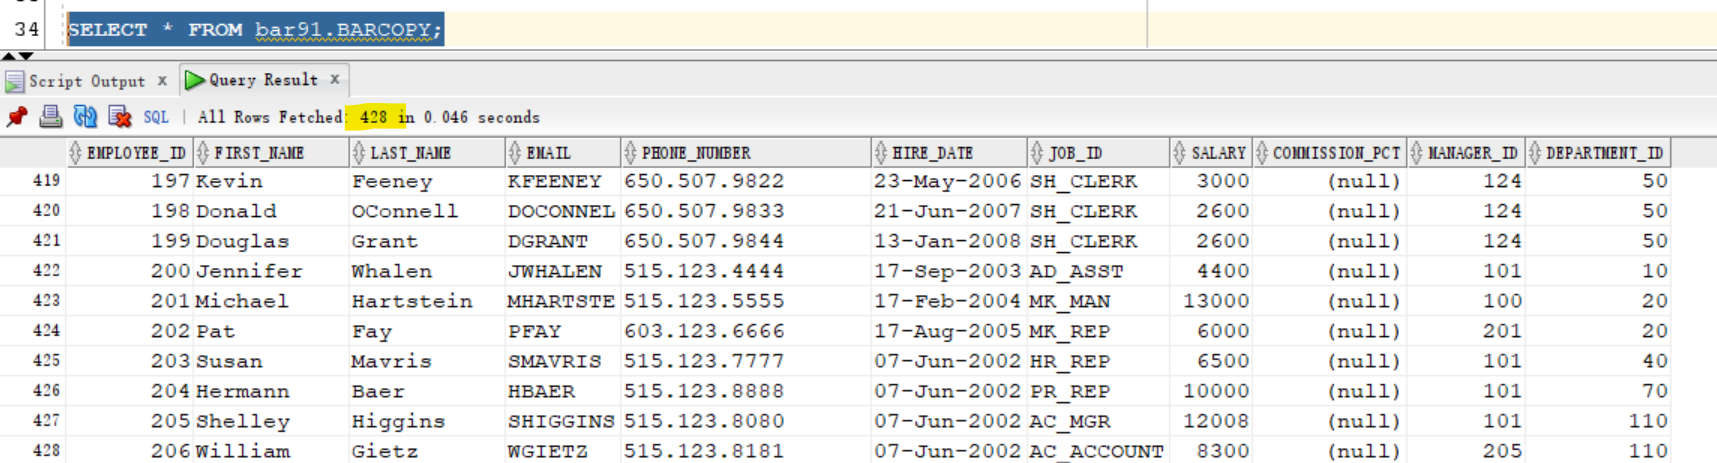 34 SELECT * FROM bar91.BARCOPY;
Script Output x Query Result x
SQL | All Rows Fetched: 428 in 0.046 seconds
EMPLOYEE_ID FIRST_NAME LAST_NAME EMAIL PHONE_NUMBER HIRE_DATE JOB_ID SALARY COMMISSION_PCT MANAGER_ID DEPARTMENT_ID
419 197 Kevin Feeney KFEENEY 650.507.9822 23-May-2006 SH_CLERK 3000 (null) 124 50
420 198 Donald OConnell DOCONNEL 650.507.9833 21-Jun-2007 SH_CLERK 2600 (null) 124 50
421 199 Douglas Grant DGRANT 650.507.9844 13-Jan-2008 SH_CLERK 2600 (null) 124 50
422 200 Jennifer Whalen JWHALEN 515.123.4444 17-Sep-2003 AD_ASST 4400 (null) 101 10
423 201 Michael Hartstein MHARTSTE 515.123.5555 17-Feb-2004 MK_MAN 13000 (null) 100 20
424 202 Pat Fay PFAY 603.123.6666 17-Aug-2005 MK_REP 6000 (null) 201 20
425 203 Susan Mavris SMAVRIS 515.123.7777 07-Jun-2002 HR_REP 6500 (null) 101 40
426 204 Hermann Baer HBAER 515.123.8888 07-Jun-2002 PR_REP 10000 (null) 101 70
427 205 Shelley Higgins SHIGGINS 515.123.8080 07-Jun-2002 AC_MGR 12008 (null) 101 110
428 206 William Gietz WGIETZ 515.123.8181 07-Jun-2002 AC_ACCOUNT 8300 (null) 205 110